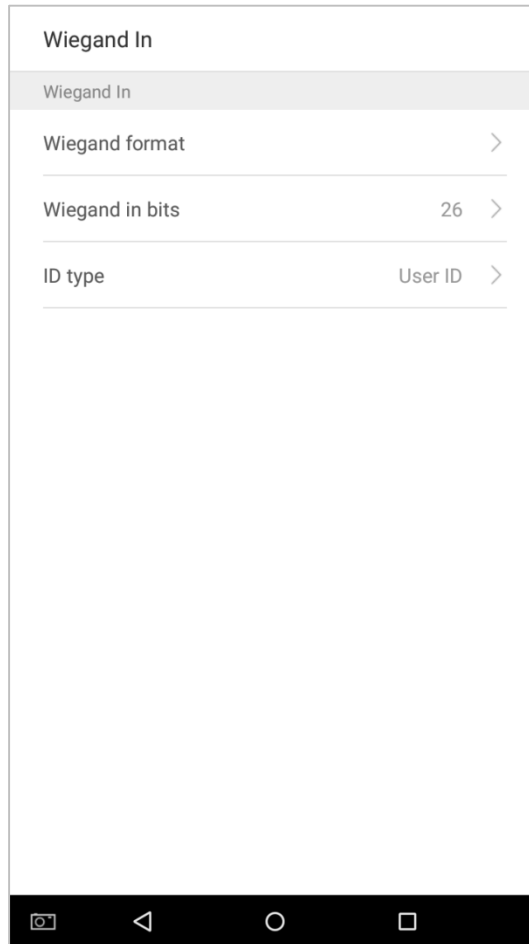 Wiegand In
Wiegand In
Wiegand format
Wiegand in bits 26
ID type User ID